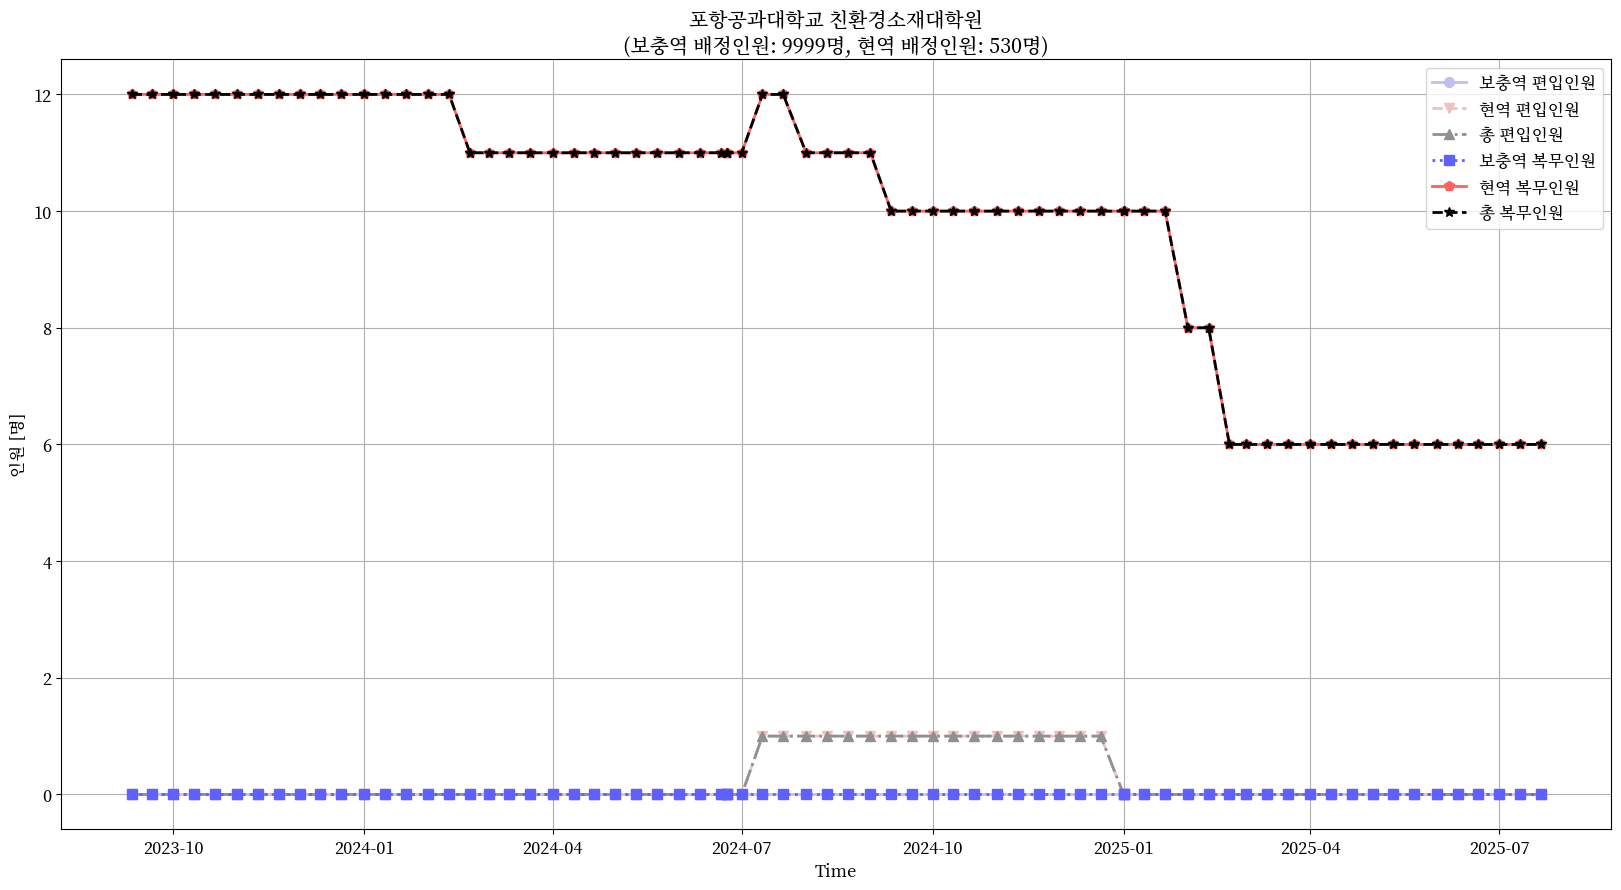 포항공과대학교 친환경소재대학원
(보충역 배정인원: 9999명, 현역 배정인원: 530명)
보충역 편입인원
현역 편입인원
총 편입인원
보충역 복무인원
현역 복무인원
총 복무인원
인원 [명]
12
10
8
6
4
2
0
2023-10
2024-01
2024-04
2024-07
2024-10
2025-01
2025-04
2025-07
Time